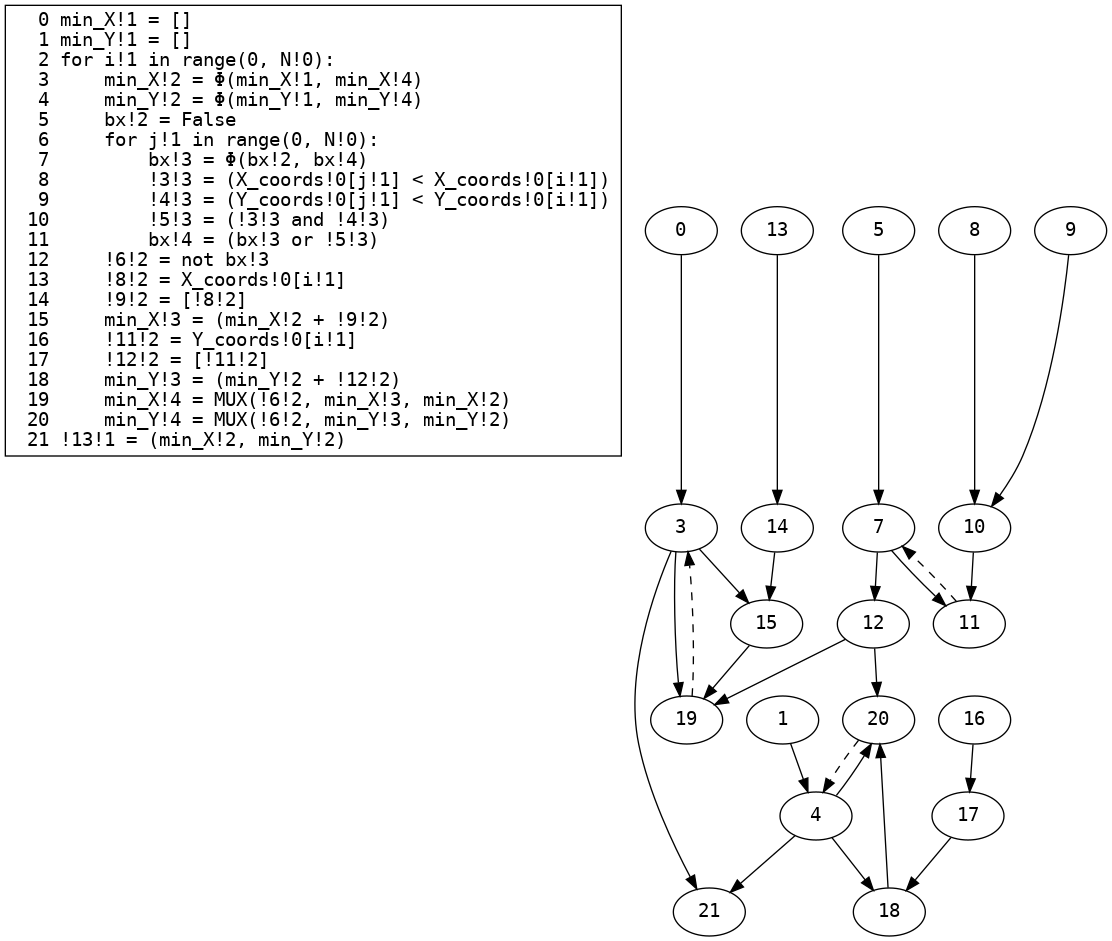 0 min_X!1 = []
1 min_Y!1 = []
2 for i!1 in range(0, N!0):
3     min_X!2 = Φ(min_X!1, min_X!4)
4     min_Y!2 = Φ(min_Y!1, min_Y!4)
5     bx!2 = False
6     for j!1 in range(0, N!0):
7         bx!3 = Φ(bx!2, bx!4)
8         !3!3 = (X_coords!0[j!1] < X_coords!0[i!1])
9         !4!3 = (Y_coords!0[j!1] < Y_coords!0[i!1])
10         !5!3 = (!3!3 and !4!3)
11         bx!4 = (bx!3 or !5!3)
12     !6!2 = not bx!3
13     !8!2 = X_coords!0[i!1]
14     !9!2 = [!8!2]
15     min_X!3 = (min_X!2 + !9!2)
16     !11!2 = Y_coords!0[i!1]
17     !12!2 = [!11!2]
18     min_Y!3 = (min_Y!2 + !12!2)
19     min_X!4 = MUX(!6!2, min_X!3, min_X!2)
20     min_Y!4 = MUX(!6!2, min_Y!3, min_Y!2)
21 !13!1 = (min_X!2, min_Y!2)
0
13
5
8
9
3
14
7
10
15
12
11
19
1
20
16
4
17
21
18